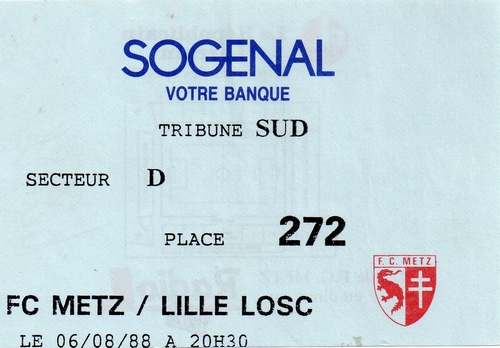 SOGENAL
VOTRE BANQUE
TRIBUNE SUD
SECTEUR D
PLACE 272
F.C. METZ
FC METZ / LILLE LOSC
LE 06/08/88 A 20H30